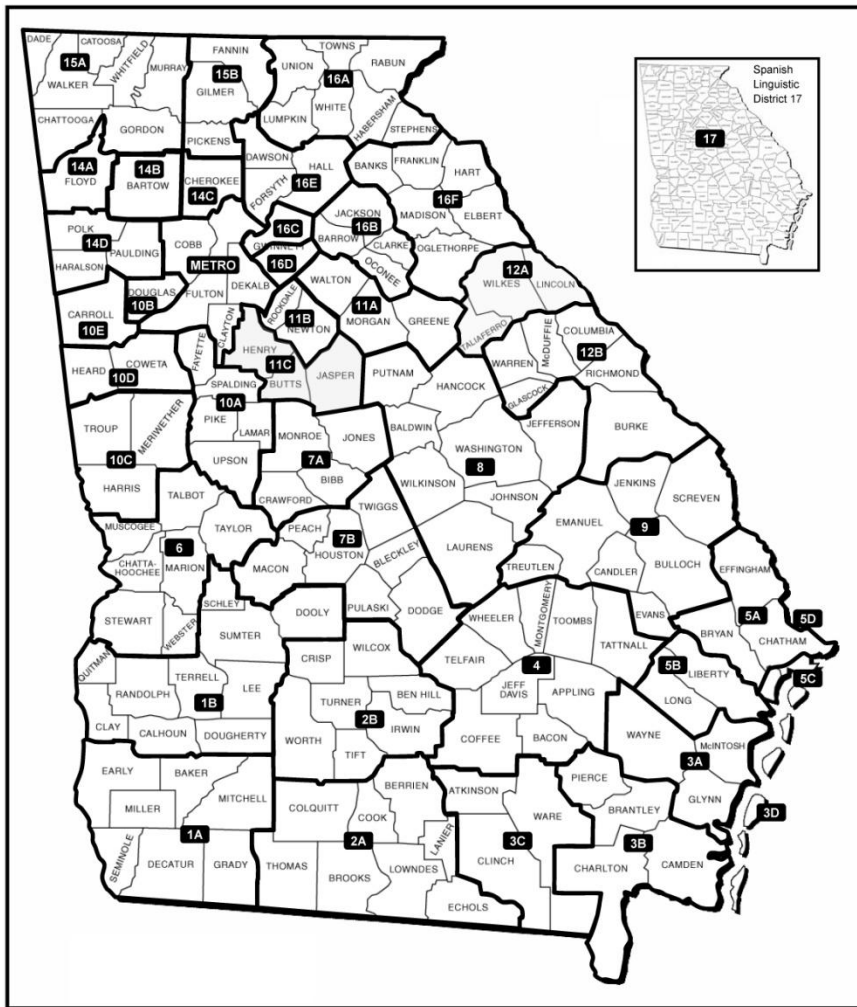 DADE
CATOOSA
WHITFIELD
MURRAY
15A
WALKER
CHATTOOGA
GORDON
FANNIN
15B
GILMER
PICKENS
TOWNS
UNION
16A
RABUN
WHITE
LUMPKIN
HABERSHAM
STEPHENS
Spanish
Linguistic
District 17
17
14A
FLOYD
14B
BARTOW
CHEROKEE
14C
DAWSON
HALL
FORSYTH
16E
BANKS
FRANKLIN
HART
16F
MADISON
ELBERT
JACKSON
16B
BARROW
CLARKE
OCONEE
OGLETHORPE
16C
GWINNETT
16D
POLK
14D
PAULDING
HARALSON
COBB
METRO
DEKALB
FULTON
DOUGLAS
10B
CARROLL
10E
WALTON
11A
MORGAN
GREENE
ROCKDALE
11B
NEWTON
12A
WILKES
LINCOLN
TALIAFERRO
CLAYTON
FAYETTE
HENRY
11C
BUTTS
JASPER
HEARD
COWETA
10D
SPALDING
10A
PIKE
LAMAR
UPSON
PUTNAM
HANCOCK
WARREN
McDUFFIE
COLUMBIA
12B
RICHMOND
GLASCOCK
TROUP
MERIWETHER
10C
HARRIS
MONROE
JONES
7A
BIBB
CRAWFORD
BALDWIN
WASHINGTON
8
JEFFERSON
BURKE
WILKINSON
JOHNSON
LAURENS
TREUTLEN
JENKINS
SCREVEN
EMANUEL
9
CANDLER
BULLOCH
EVANS
TALBOT
MUSCOGEE
TAYLOR
6
CHATTA-
HOOCHEE
MARION
STEWART
WEBSTER
SCHLEY
PEACH
7B
HOUSTON
TWIGGS
MACON
BLECKLEY
PULASKI
DODGE
DOOLY
SUMTER
EFFINGHAM
5A
5D
BRYAN
CHATHAM
5B
LIBERTY
LONG
5C
WHEELER
MONTGOMERY
TOOMBS
TATTNALL
TELFAIR
4
JEFF
DAVIS
APPLING
COFFEE
BACON
QUITMAN
RANDOLPH
TERRELL
LEE
1B
CLAY
CALHOUN
DOUGHERTY
CRISP
WILCOX
TURNER
BEN HILL
2B
IRWIN
WORTH
TIFT
WAYNE
McINTOSH
3A
GLYNN
3D
EARLY
BAKER
MILLER
MITCHELL
1A
SEMINOLE
DECATUR
GRADY
COLQUITT
BERRIEN
COOK
2A
LANIER
THOMAS
BROOKS
LOWNDES
ECHOLS
ATKINSON
WARE
3C
CLINCH
PIERCE
BRANTLEY
3B
CHARLTON
CAMDEN